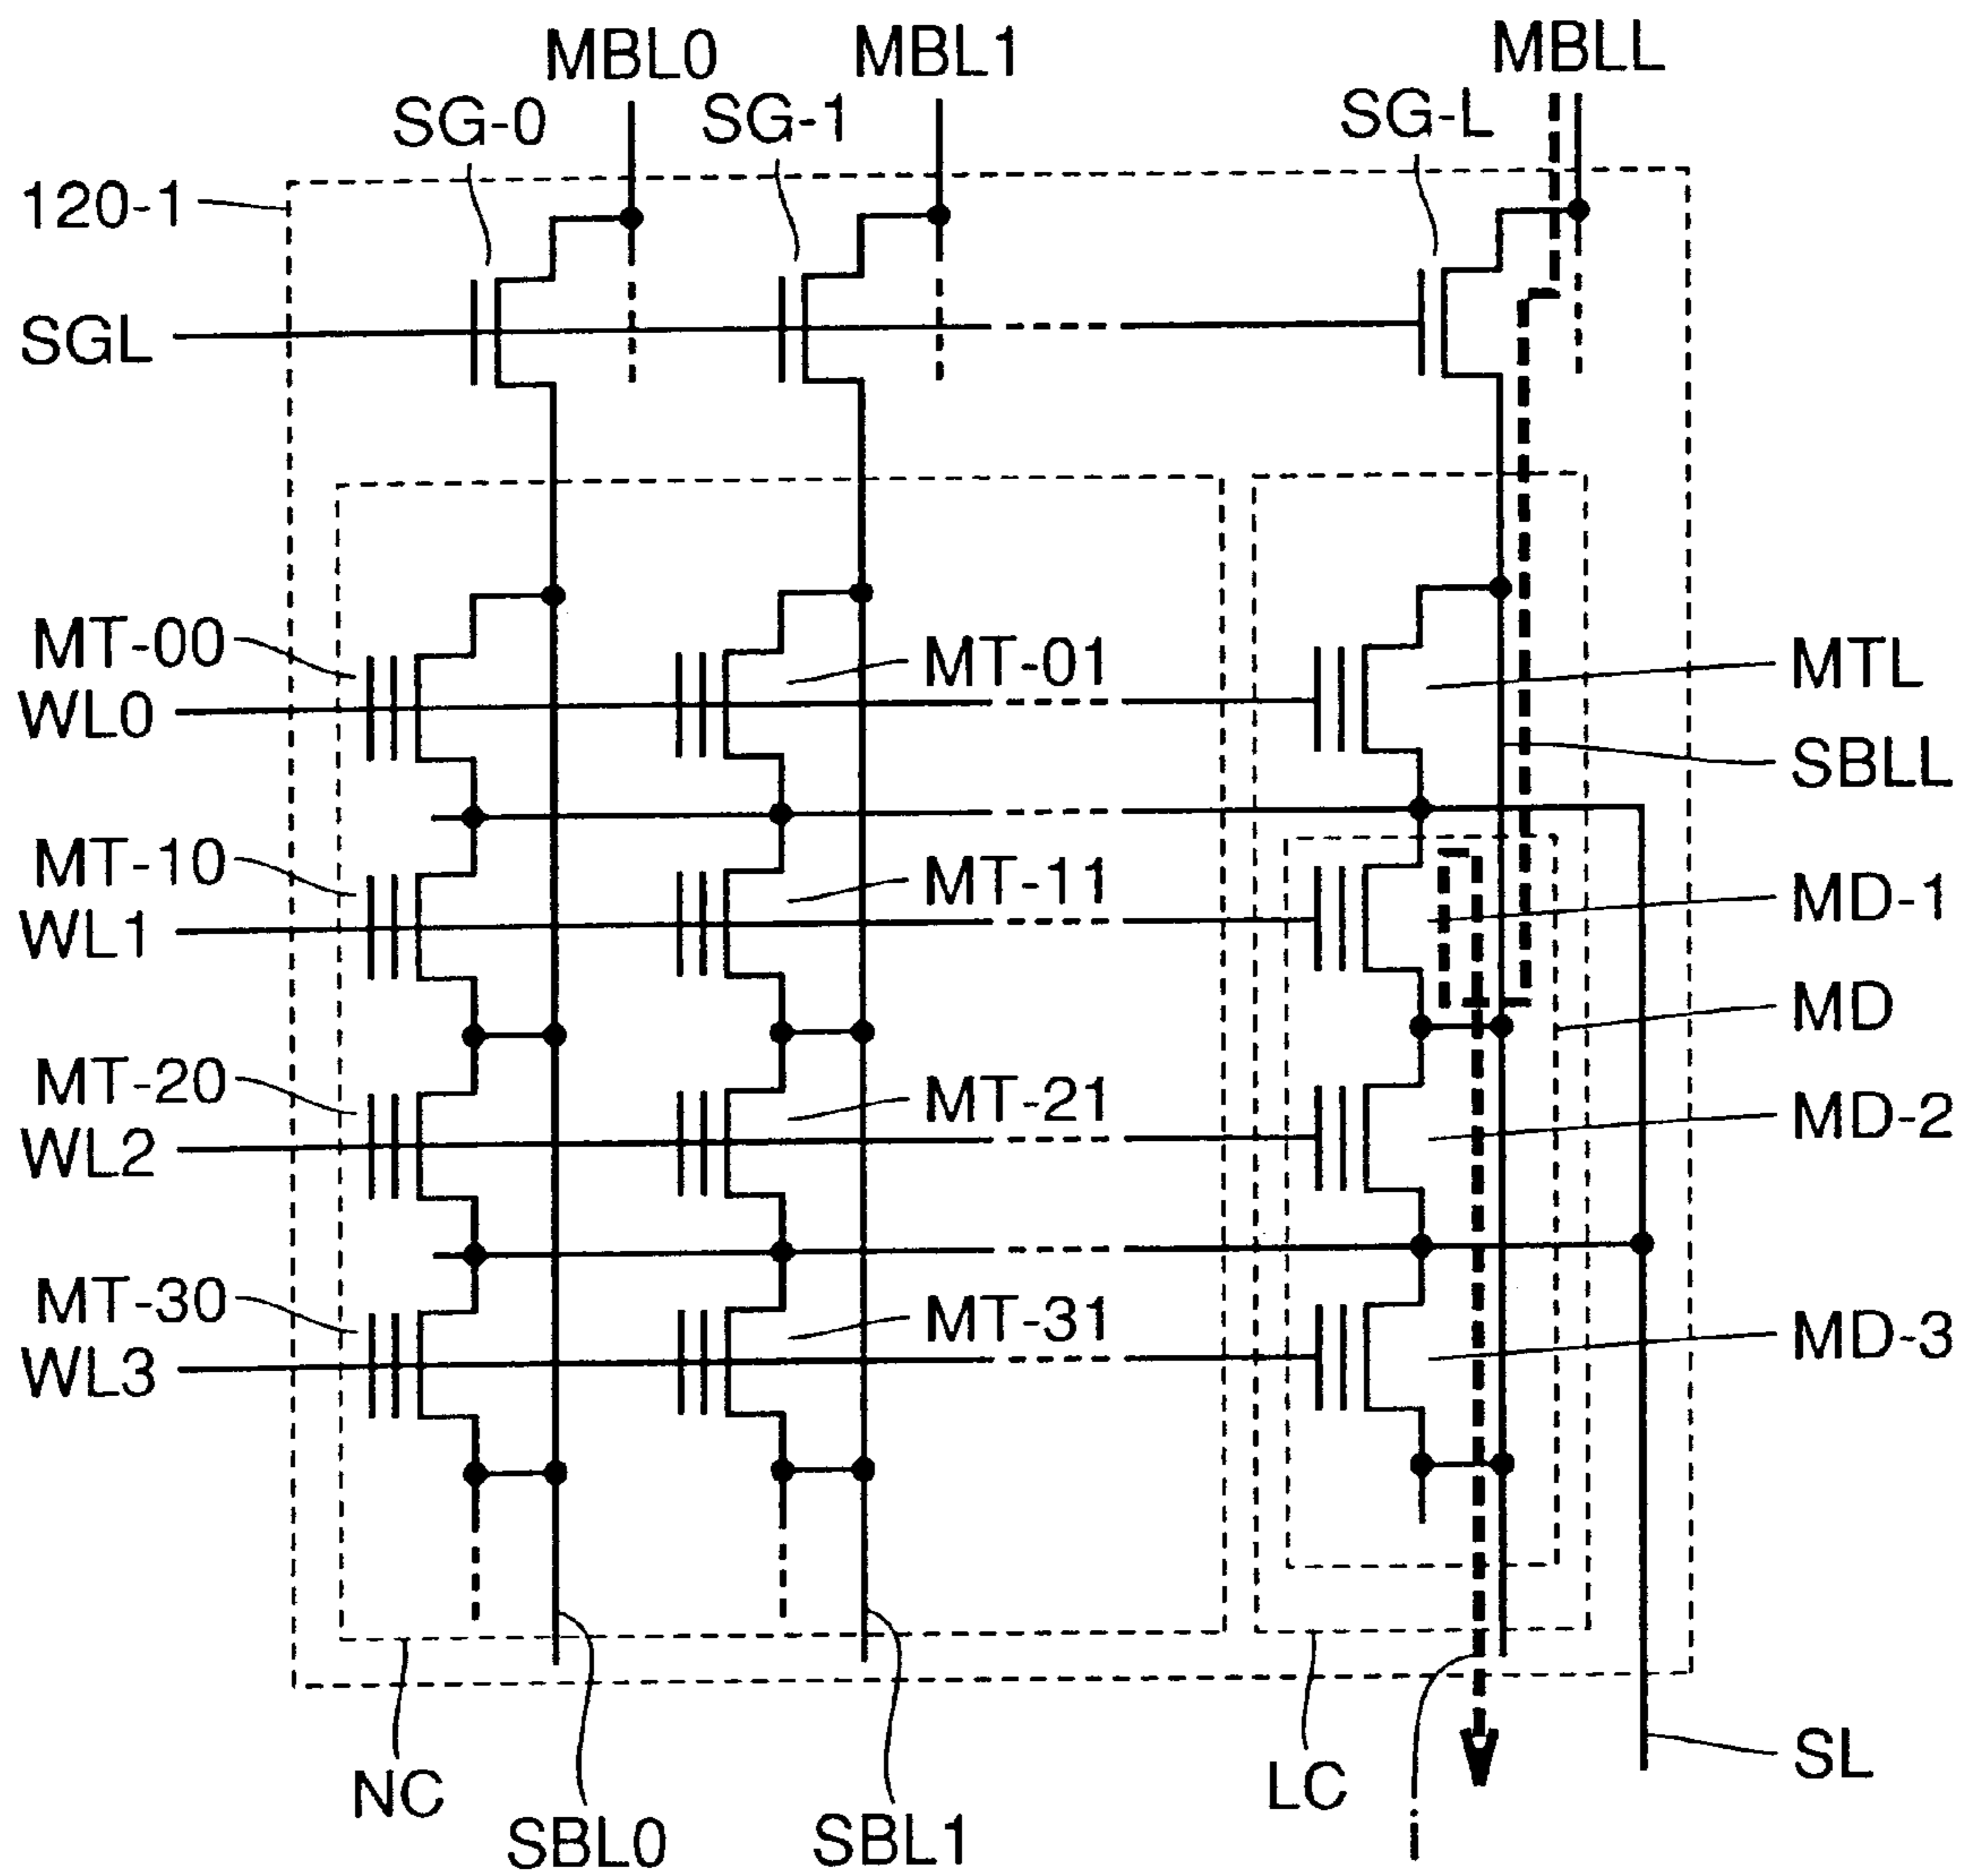 MBL0 MBL1 MBLL
SG-0 SG-1 SG-L
120-1
SGL
MT-00 MT-01 MTL
WL0
SBLL
MT-10 MT-11 MD-1
WL1
MD
MT-20 MT-21 MD-2
WL2
MT-30 MT-31 MD-3
WL3
SL
NC LC
SBL0 SBL1 i